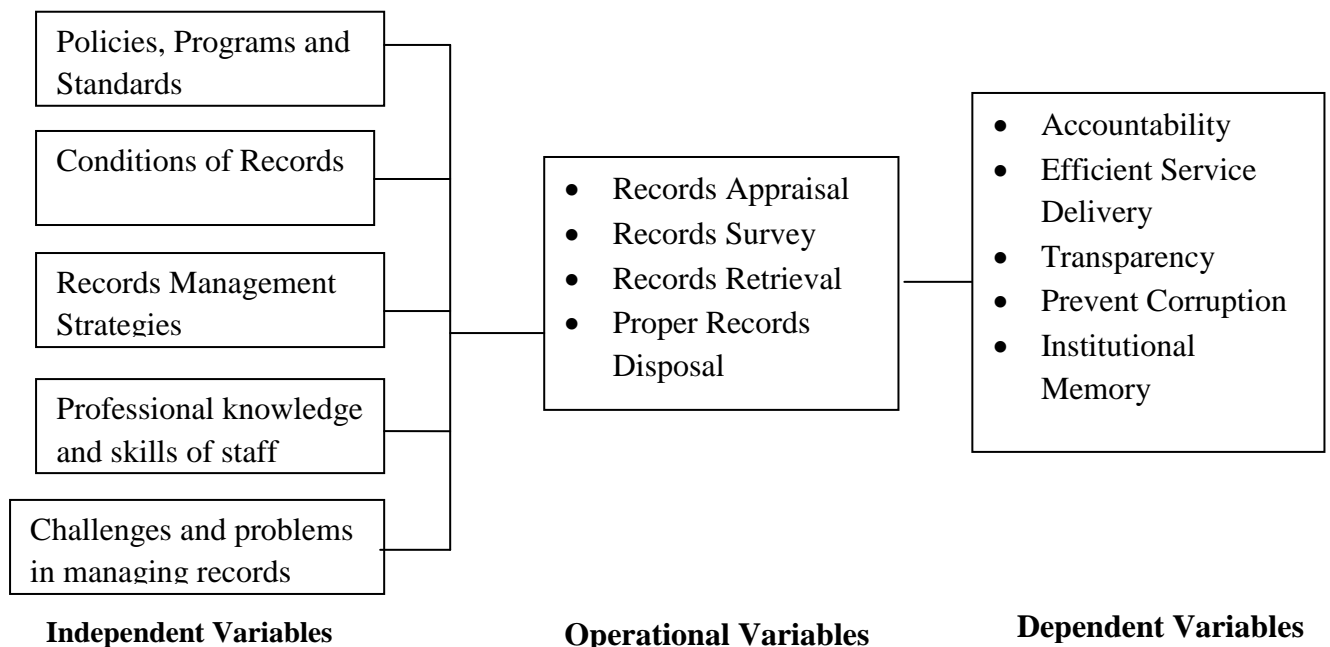 Policies, Programs and
Standards
Conditions of Records
Records Management
Strategies
Professional knowledge
and skills of staff
Challenges and problems
in managing records
Independent Variables
• Records Appraisal
• Records Survey
• Records Retrieval
• Proper Records
Disposal
Operational Variables
• Accountability
• Efficient Service
Delivery
• Transparency
• Prevent Corruption
• Institutional
Memory
Dependent Variables